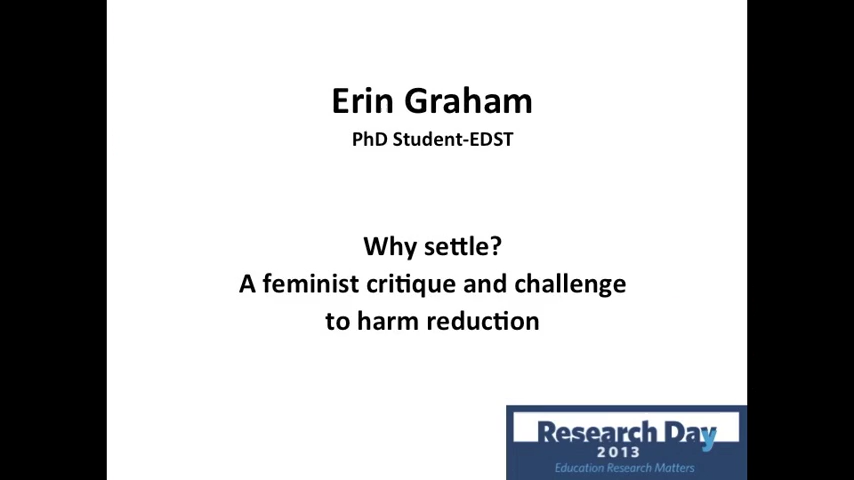 Erin Graham
PhD Student-EDST
Why settle?
A feminist critique and challenge
to harm reduction
Research Day
2013
Education Research Matters